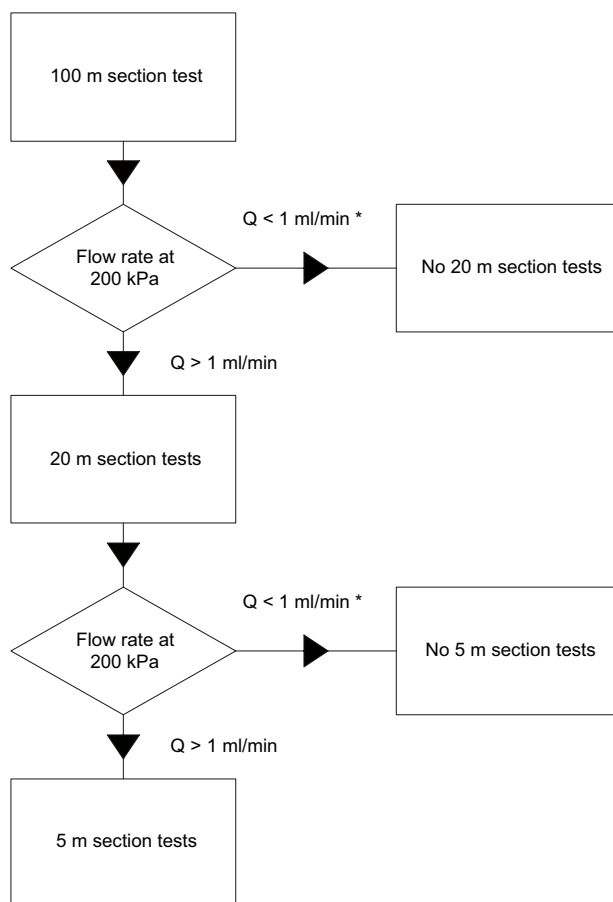 100 m section test
Q < 1 ml/min *
Flow rate at
200 kPa
No 20 m section tests
Q > 1 ml/min
20 m section tests
Q < 1 ml/min *
Flow rate at
200 kPa
No 5 m section tests
Q > 1 ml/min
5 m section tests